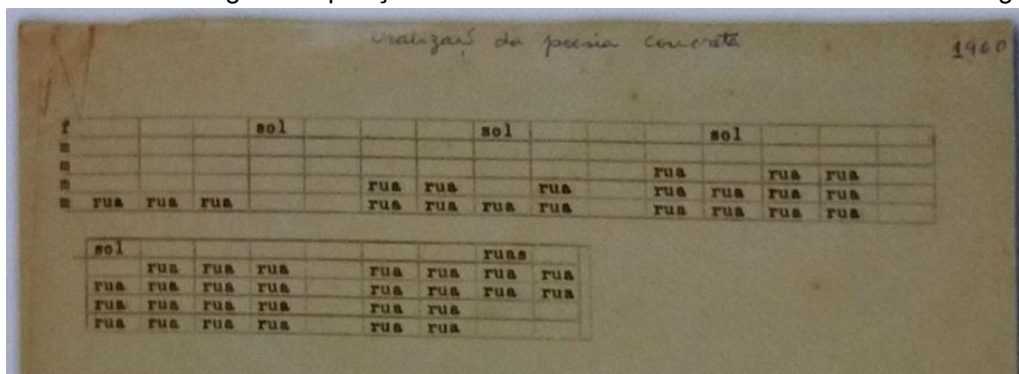 da poesia concreta
1960
f sol sol sol
m
m rua rua rua
m rua rua rua rua rua rua rua
m rua rua rua rua rua rua rua rua rua rua rua
sol ruas
rua rua rua rua rua rua rua
rua rua rua rua rua rua rua rua
rua rua rua rua rua rua
rua rua rua rua rua rua